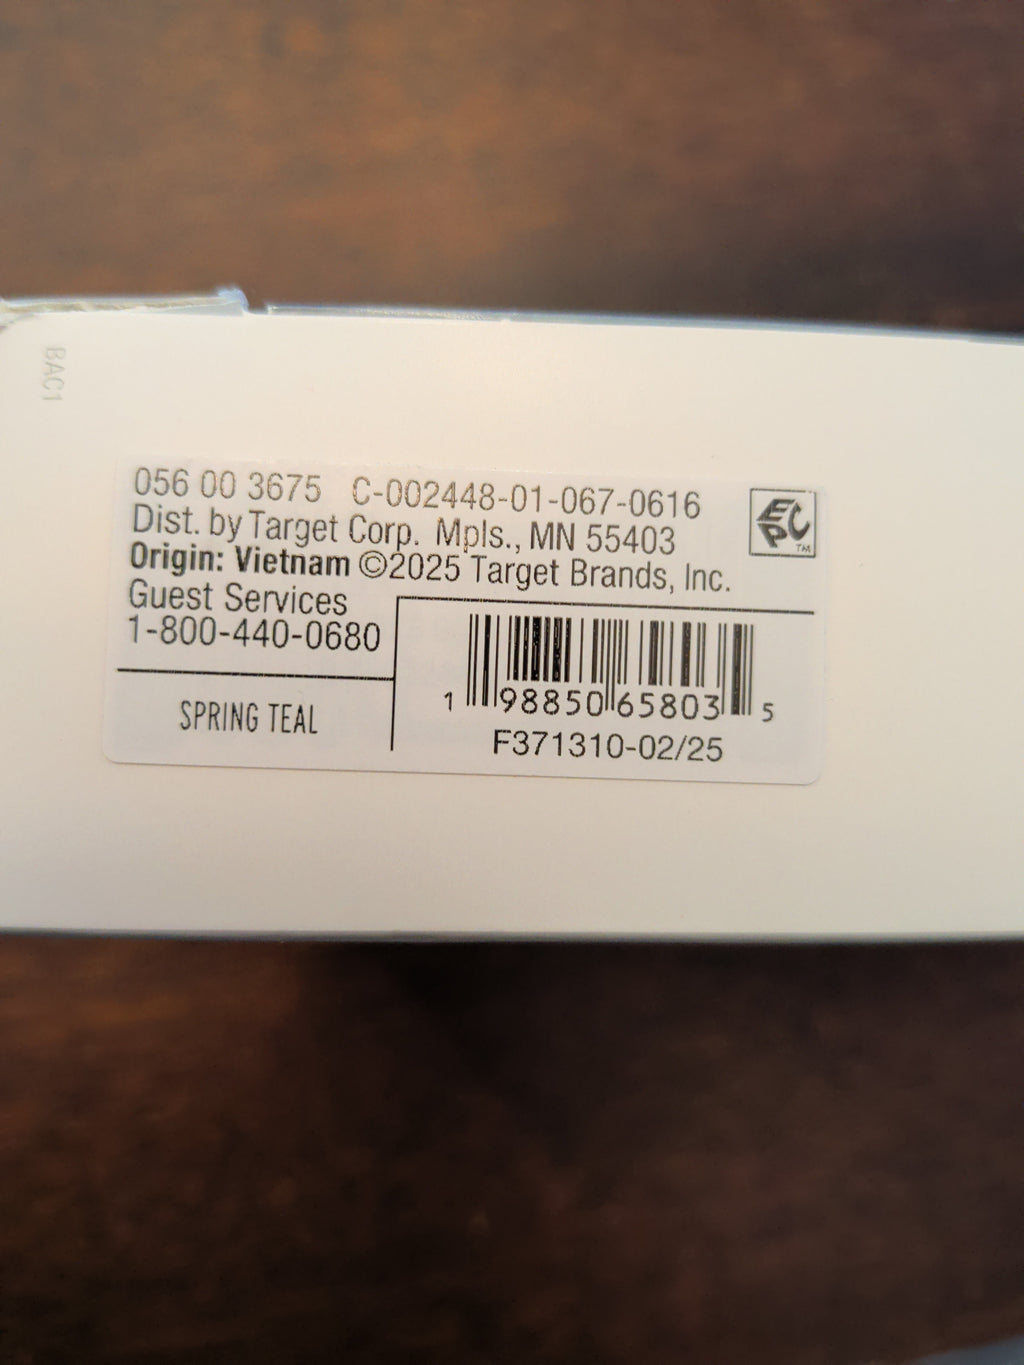 BAC1
056 00 3675 C-002448-01-067-0616
Dist. by Target Corp. Mpls., MN 55403
Origin: Vietnam ©2025 Target Brands, Inc.
Guest Services
1-800-440-0680
SPRING TEAL
EPC™
1 98850 65803 5
F371310-02/25